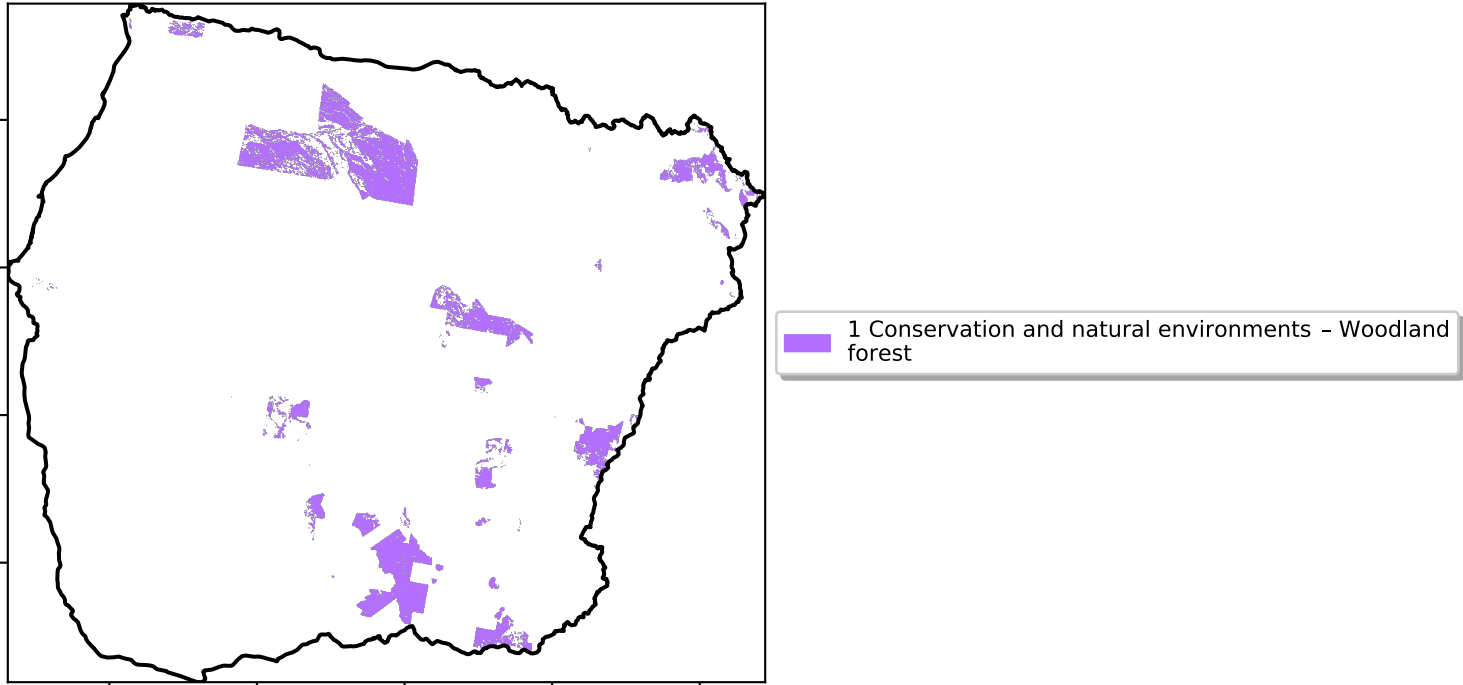 1 Conservation and natural environments – Woodland
forest